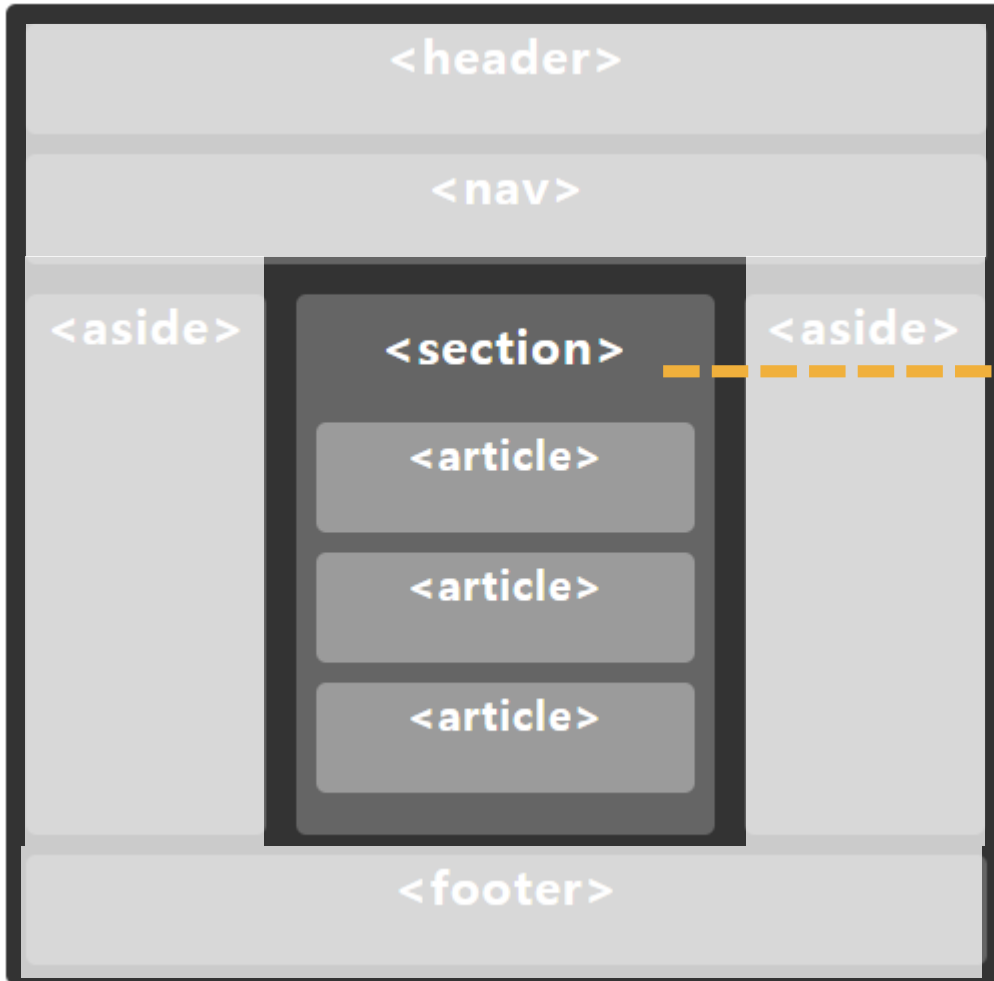 <header>
<nav>
<aside>
<section>
<aside>
<article>
<article>
<article>
<footer>